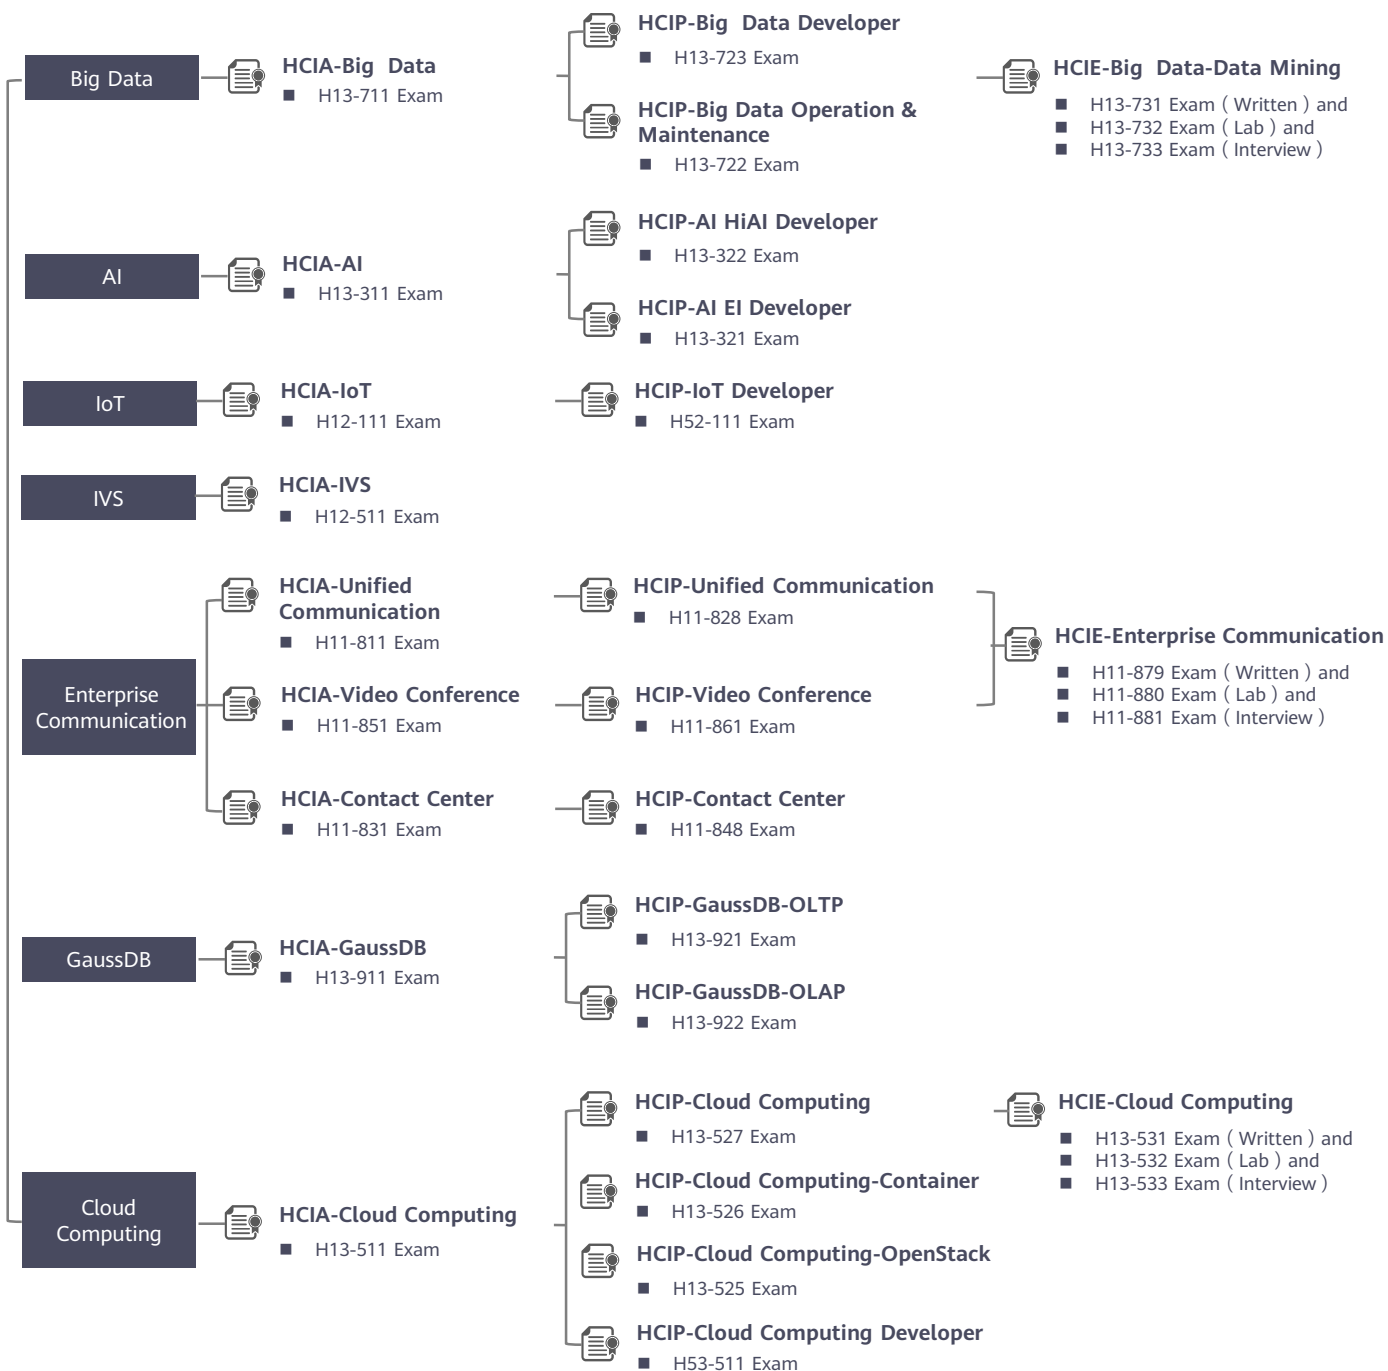 Big Data
HCIA-Big Data
■ H13-711 Exam
HCIP-Big Data Developer
■ H13-723 Exam
HCIP-Big Data Operation &
Maintenance
■ H13-722 Exam
HCIE-Big Data-Data Mining
■ H13-731 Exam ( Written ) and
■ H13-732 Exam ( Lab ) and
■ H13-733 Exam ( Interview )
AI
HCIA-AI
■ H13-311 Exam
HCIP-AI HiAI Developer
■ H13-322 Exam
HCIP-AI EI Developer
■ H13-321 Exam
IoT
HCIA-IoT
■ H12-111 Exam
HCIP-IoT Developer
■ H52-111 Exam
IVS
HCIA-IVS
■ H12-511 Exam
Enterprise
Communication
HCIA-Unified
Communication
■ H11-811 Exam
HCIP-Unified Communication
■ H11-828 Exam
HCIA-Video Conference
■ H11-851 Exam
HCIP-Video Conference
■ H11-861 Exam
HCIE-Enterprise Communication
■ H11-879 Exam ( Written ) and
■ H11-880 Exam ( Lab ) and
■ H11-881 Exam ( Interview )
HCIA-Contact Center
■ H11-831 Exam
HCIP-Contact Center
■ H11-848 Exam
GaussDB
HCIA-GaussDB
■ H13-911 Exam
HCIP-GaussDB-OLTP
■ H13-921 Exam
HCIP-GaussDB-OLAP
■ H13-922 Exam
Cloud
Computing
HCIA-Cloud Computing
■ H13-511 Exam
HCIP-Cloud Computing
■ H13-527 Exam
HCIP-Cloud Computing-Container
■ H13-526 Exam
HCIP-Cloud Computing-OpenStack
■ H13-525 Exam
HCIP-Cloud Computing Developer
■ H53-511 Exam
HCIE-Cloud Computing
■ H13-531 Exam ( Written ) and
■ H13-532 Exam ( Lab ) and
■ H13-533 Exam ( Interview )